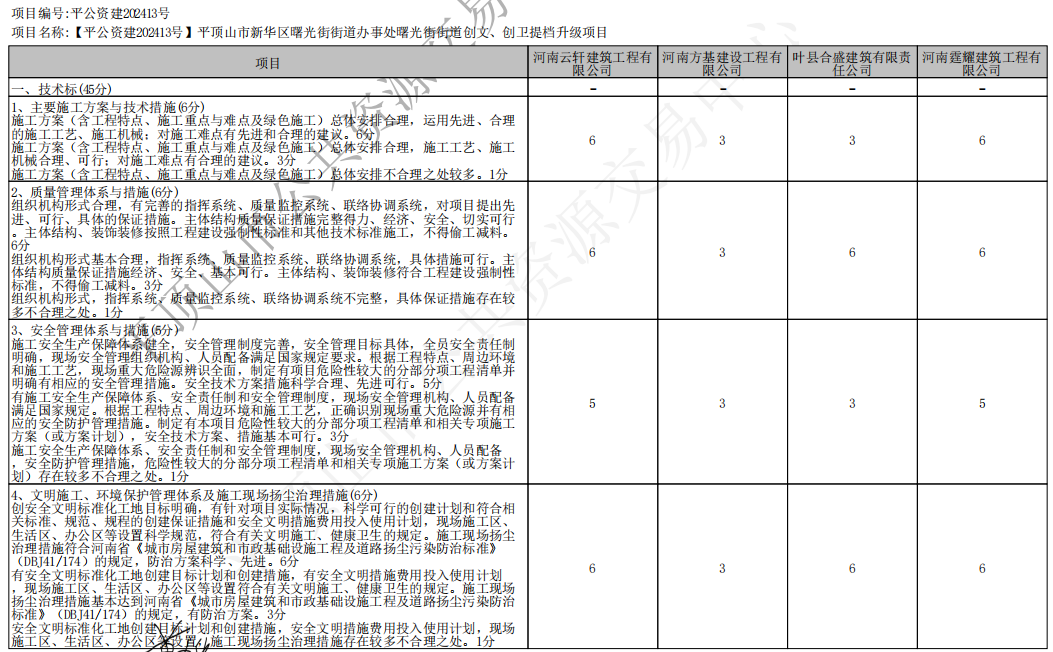 项目编号:平公资建202413号
项目名称:【平公资建202413号】平顶山市新华区曙光街街道办事处曙光街街道创文、创卫提档升级项目
项目 河南云轩建筑工程有限公司 河南方基建设工程有限公司 叶县合盛建筑有限责任公司 河南霆耀建筑工程有限公司
一、技术标(45分) - - - -
1、主要施工方案与技术措施(6分)
施工方案（含工程特点、施工重点与难点及绿色施工）总体安排合理，运用先进、合理
的施工工艺、施工机械；对施工难点有先进和合理的建议。6分
施工方案（含工程特点、施工重点与难点及绿色施工）总体安排合理，施工工艺、施工
机械合理、可行；对施工难点有合理的建议。3分
施工方案（含工程特点、施工重点与难点及绿色施工）总体安排不合理之处较多。1分
6 3 3 6
2、质量管理体系与措施(6分)
组织机构形式合理，有完善的指挥系统、质量监控系统、联络协调系统，对项目提出先
进、可行、具体的保证措施。主体结构质量保证措施完整得力、经济、安全、切实可行
。主体结构、装饰装修按照工程建设强制性标准和其他技术标准施工，不得偷工减料。
6分
组织机构形式基本合理，指挥系统、质量监控系统、联络协调系统，具体措施可行。主
体结构质量保证措施经济、安全、基本可行。主体结构、装饰装修符合工程建设强制性
标准，不得偷工减料。3分
组织机构形式，指挥系统、质量监控系统、联络协调系统不完整，具体保证措施存在较
多不合理之处。1分
6 3 6 6
3、安全管理体系与措施(5分)
施工安全生产保障体系健全，安全管理制度完善，安全管理目标具体，全员安全责任制
明确，现场安全管理组织机构、人员配备满足国家规定要求。根据工程特点、周边环境
和施工工艺，现场重大危险源辨识全面，制定有项目危险性较大的分部分项工程清单并
明确有相应的安全管理措施。安全技术方案措施科学合理、先进可行。5分
有施工安全生产保障体系、安全责任制和安全管理制度，现场安全管理机构、人员配备
满足国家规定。根据工程特点、周边环境和施工工艺，正确识别现场重大危险源并有相
应的安全防护管理措施。制定有本项目危险性较大的分部分项工程清单和相关专项施工
方案（或方案计划），安全技术方案、措施基本可行。3分
施工安全生产保障体系、安全责任制和安全管理制度，现场安全管理机构、人员配备
，安全防护管理措施，危险性较大的分部分项工程清单和相关专项施工方案（或方案计
划）存在较多不合理之处。1分
5 3 3 5
4、文明施工、环境保护管理体系及施工现场扬尘治理措施(6分)
创安全文明标准化工地目标明确，有针对项目实际情况，科学可行的创建计划和符合相
关标准、规范、规程的创建保证措施和安全文明措施费用投入使用计划，现场施工区、
生活区、办公区等设置科学规范，符合有关文明施工、健康卫生的规定。施工现场扬尘
治理措施符合河南省《城市房屋建筑和市政基础设施工程及道路扬尘污染防治标准》
（DBJ41/174）的规定，防治方案科学、先进。6分
有安全文明标准化工地创建目标计划和创建措施，有安全文明措施费用投入使用计划
，现场施工区、生活区、办公区等设置符合有关文明施工、健康卫生的规定。施工现场
扬尘治理措施基本达到河南省《城市房屋建筑和市政基础设施工程及道路扬尘污染防治
标准》（DBJ41/174）的规定，有防治方案。3分
安全文明标准化工地创建目标计划和创建措施，安全文明措施费用投入使用计划，现场
施工区、生活区、办公区等设置，施工现场扬尘治理措施存在较多不合理之处。1分
6 3 6 6